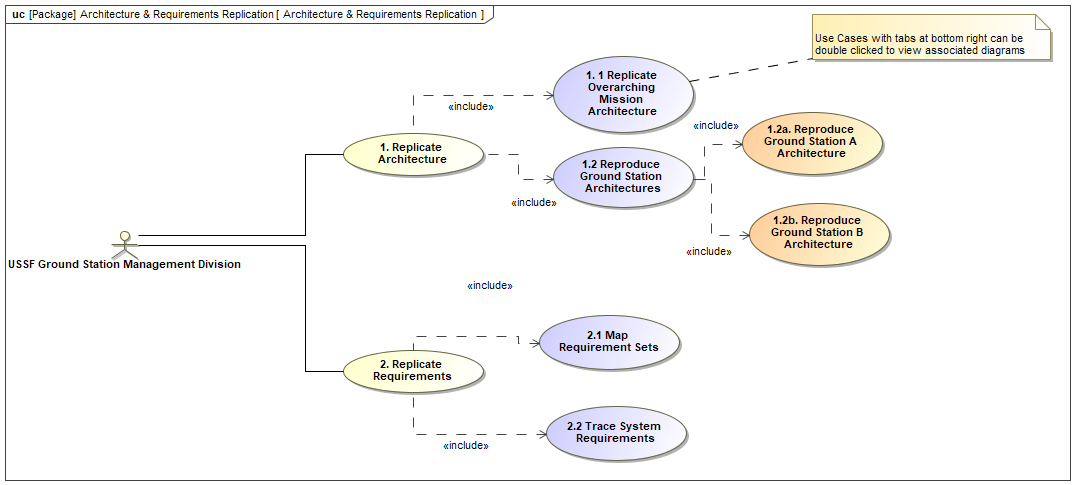 uc [Package] Architecture & Requirements Replication [ Architecture & Requirements Replication ]
Use Cases with tabs at bottom right can be
double clicked to view associated diagrams
1. 1 Replicate
Overarching
Mission
Architecture
«include»
1. Replicate
Architecture
«include»
1.2 Reproduce
Ground Station
Architectures
«include»
1.2a. Reproduce
Ground Station A
Architecture
«include»
1.2b. Reproduce
Ground Station B
Architecture
USSF Ground Station Management Division
«include»
2.1 Map
Requirement Sets
2. Replicate
Requirements
«include»
2.2 Trace System
Requirements